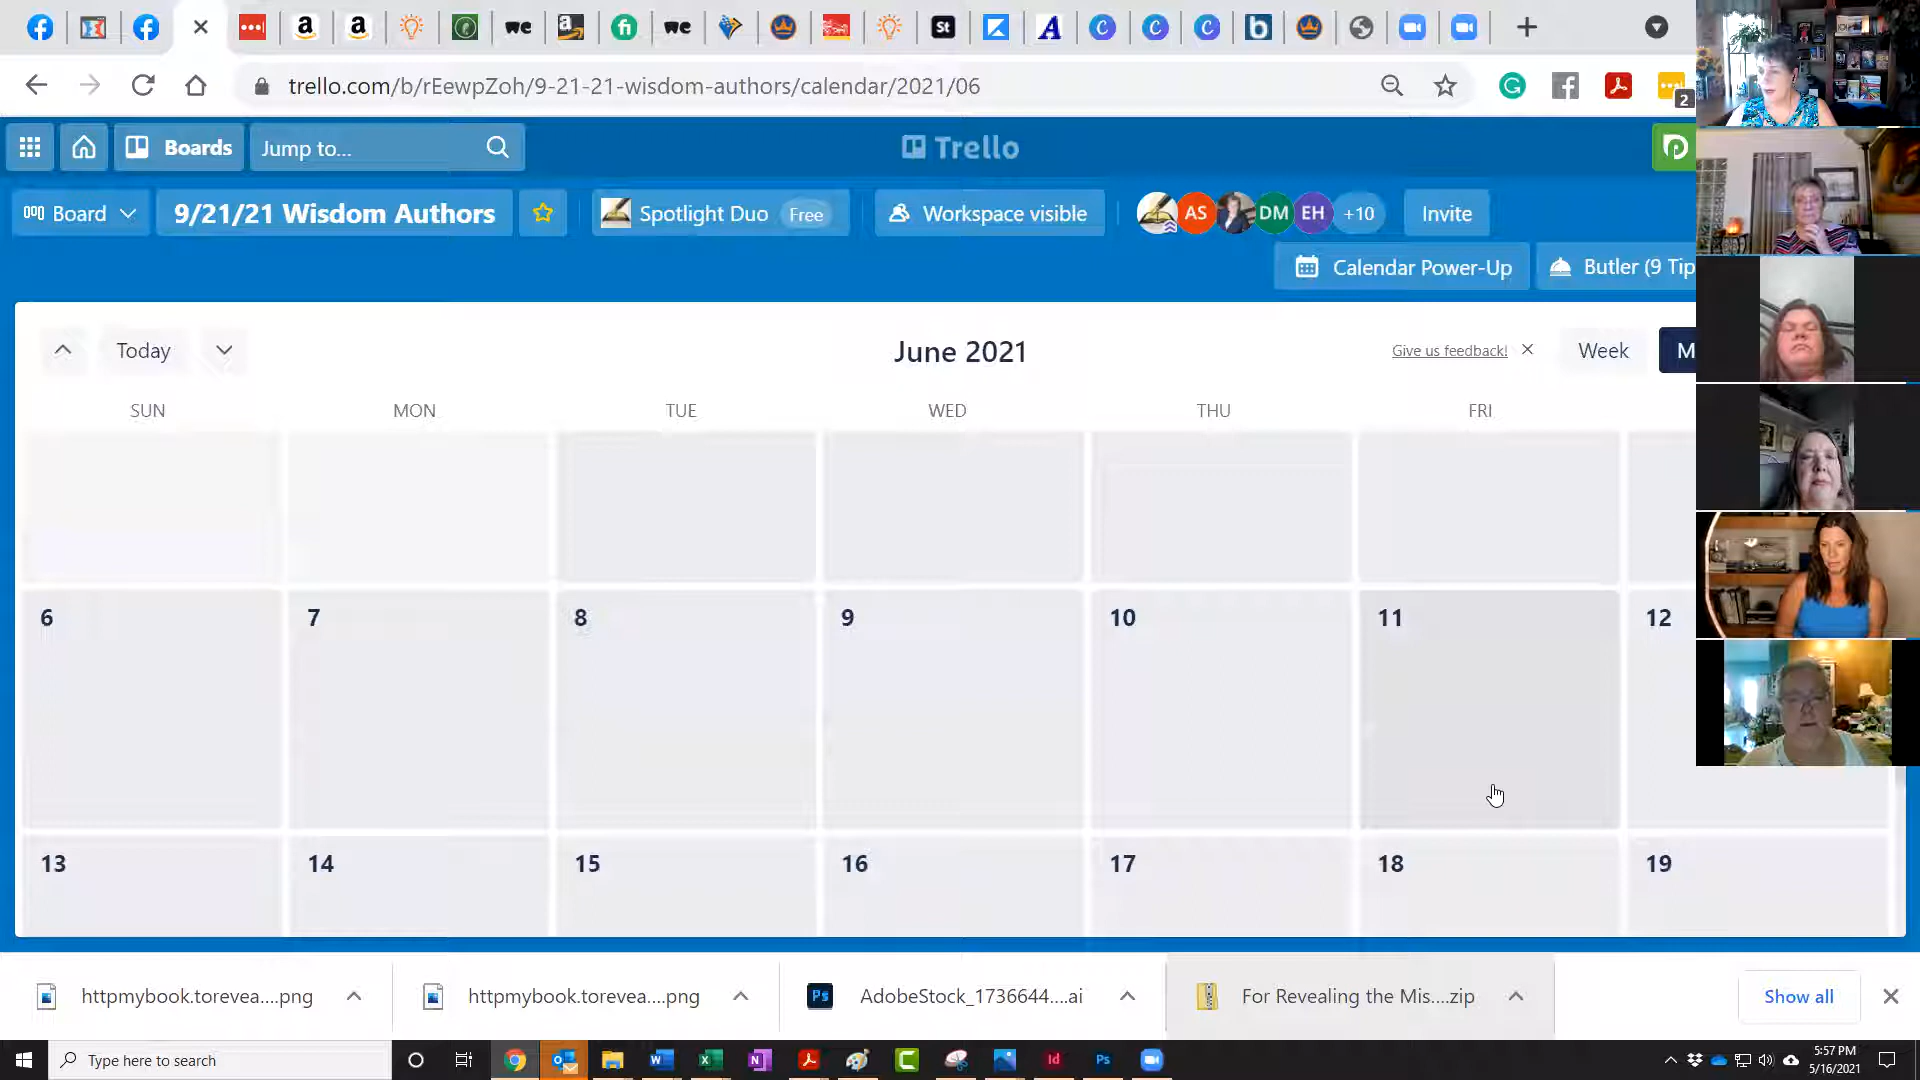 trello.com/b/rEewpZoh/9-21-21-wisdom-authors/calendar/2021/06
2
Boards
Jump to...
Trello
Board
9/21/21 Wisdom Authors
Spotlight Duo Free
Workspace visible
AS
DM
EH
+10
Invite
Calendar Power-Up
Butler (9 Tip
Today
June 2021
Give us feedback!
Week
M
SUN MON TUE WED THU FRI
6 7 8 9 10 11 12
13 14 15 16 17 18 19
httpmybook.torevea....png
httpmybook.torevea....png
AdobeStock_1736644....ai
For Revealing the Mis....zip
Show all
Type here to search
5:57 PM
5/16/2021